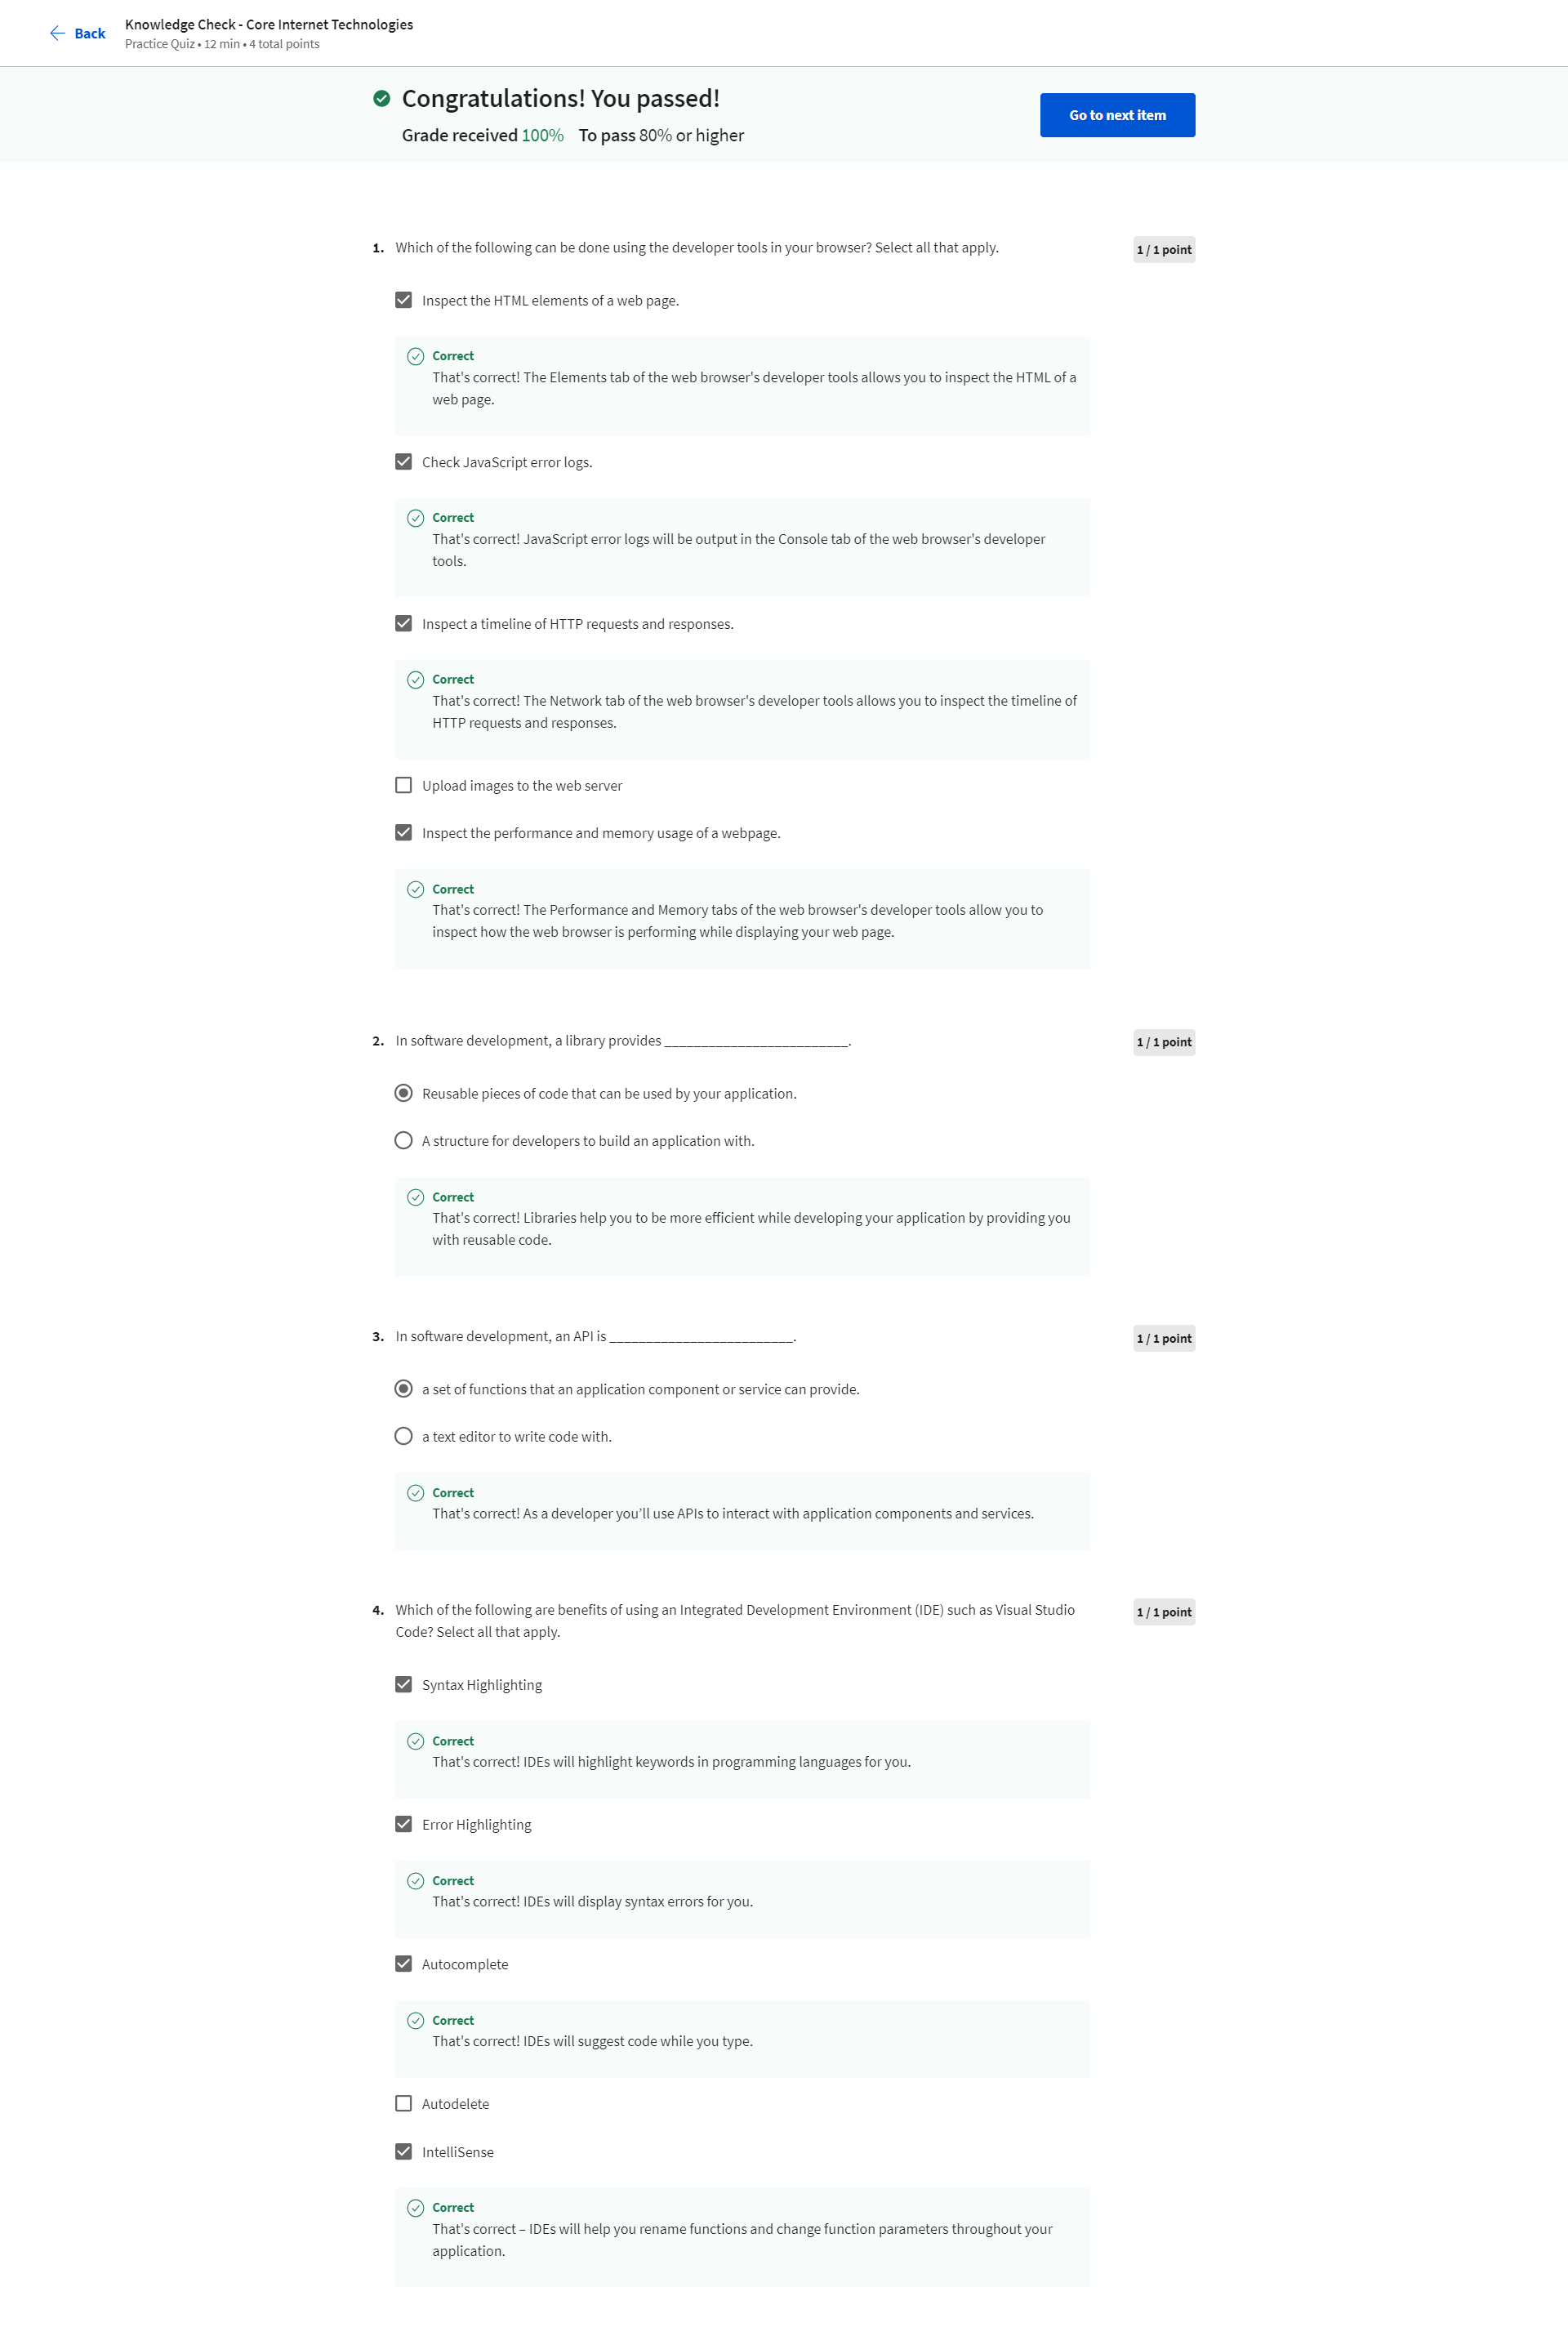 Back
Knowledge Check - Core Internet Technologies
Practice Quiz • 12 min • 4 total points
Congratulations! You passed!
Grade received 100% To pass 80% or higher
Go to next item
1. Which of the following can be done using the developer tools in your browser? Select all that apply.
1 / 1 point
Inspect the HTML elements of a web page.
Correct
That's correct! The Elements tab of the web browser's developer tools allows you to inspect the HTML of a
web page.
Check JavaScript error logs.
Correct
That's correct! JavaScript error logs will be output in the Console tab of the web browser's developer
tools.
Inspect a timeline of HTTP requests and responses.
Correct
That's correct! The Network tab of the web browser's developer tools allows you to inspect the timeline of
HTTP requests and responses.
Upload images to the web server
Inspect the performance and memory usage of a webpage.
Correct
That's correct! The Performance and Memory tabs of the web browser's developer tools allow you to
inspect how the web browser is performing while displaying your web page.
2. In software development, a library provides _________________________.
1 / 1 point
Reusable pieces of code that can be used by your application.
A structure for developers to build an application with.
Correct
That's correct! Libraries help you to be more efficient while developing your application by providing you
with reusable code.
3. In software development, an API is _________________________.
1 / 1 point
a set of functions that an application component or service can provide.
a text editor to write code with.
Correct
That's correct! As a developer you’ll use APIs to interact with application components and services.
4. Which of the following are benefits of using an Integrated Development Environment (IDE) such as Visual Studio
Code? Select all that apply.
1 / 1 point
Syntax Highlighting
Correct
That's correct! IDEs will highlight keywords in programming languages for you.
Error Highlighting
Correct
That's correct! IDEs will display syntax errors for you.
Autocomplete
Correct
That's correct! IDEs will suggest code while you type.
Autodelete
IntelliSense
Correct
That's correct – IDEs will help you rename functions and change function parameters throughout your
application.